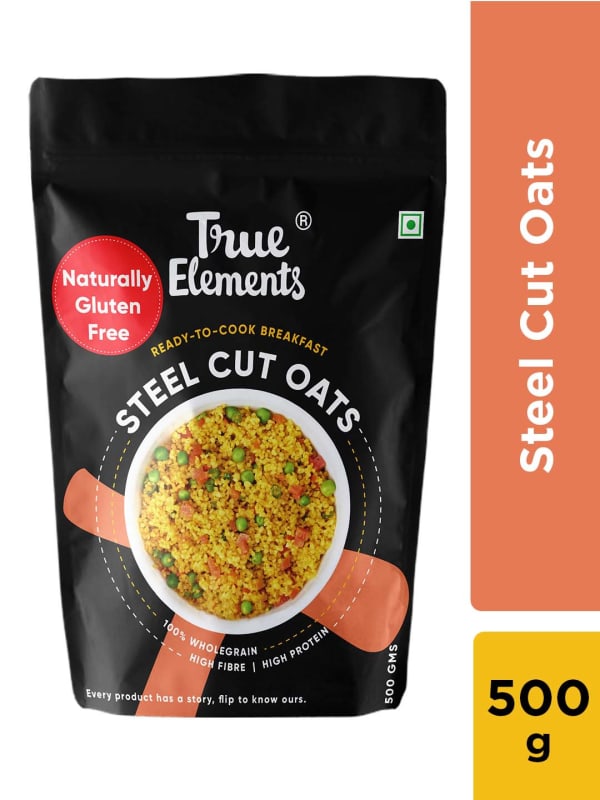 True ®
Elements
Naturally
Gluten
Free
READY-TO-COOK BREAKFAST
STEEL CUT OATS
100% WHOLEGRAIN
HIGH FIBRE | HIGH PROTEIN
500 GMS
Every product has a story, flip to know ours.
Steel Cut Oats
500
g